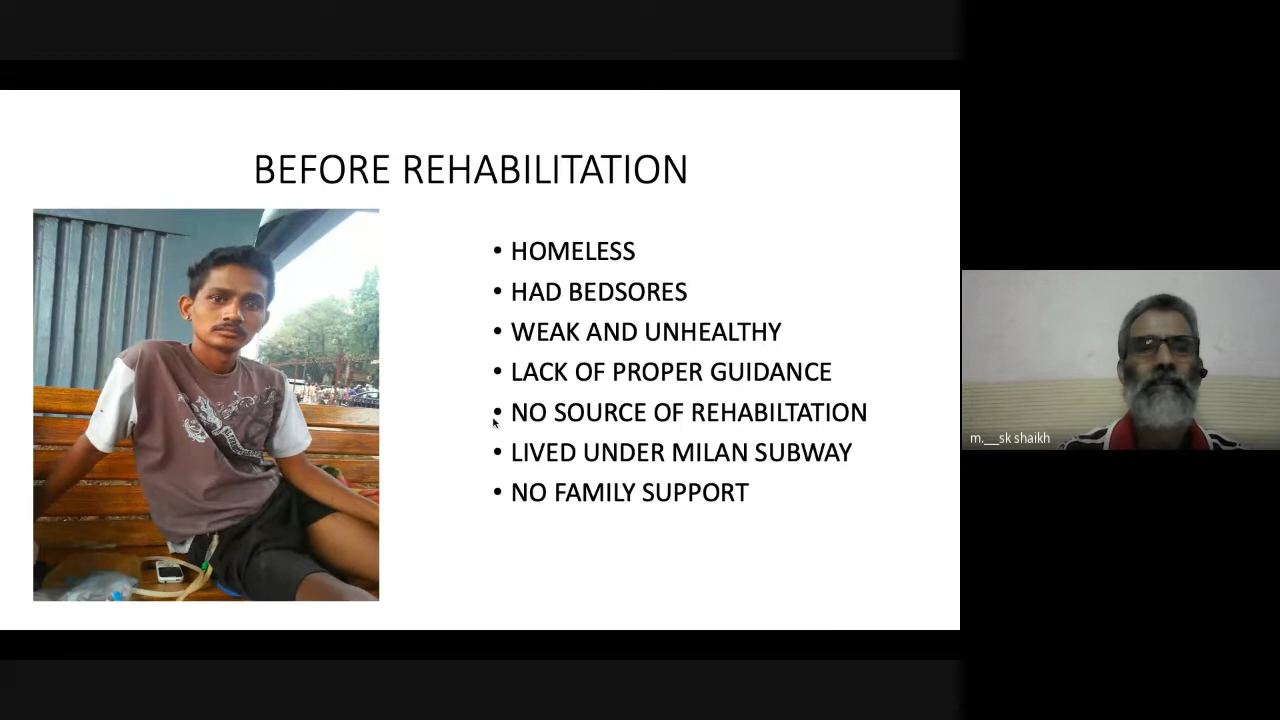 BEFORE REHABILITATION
• HOMELESS
• HAD BEDSORES
• WEAK AND UNHEALTHY
• LACK OF PROPER GUIDANCE
• NO SOURCE OF REHABILTATION
• LIVED UNDER MILAN SUBWAY
• NO FAMILY SUPPORT
m.__sk shaikh